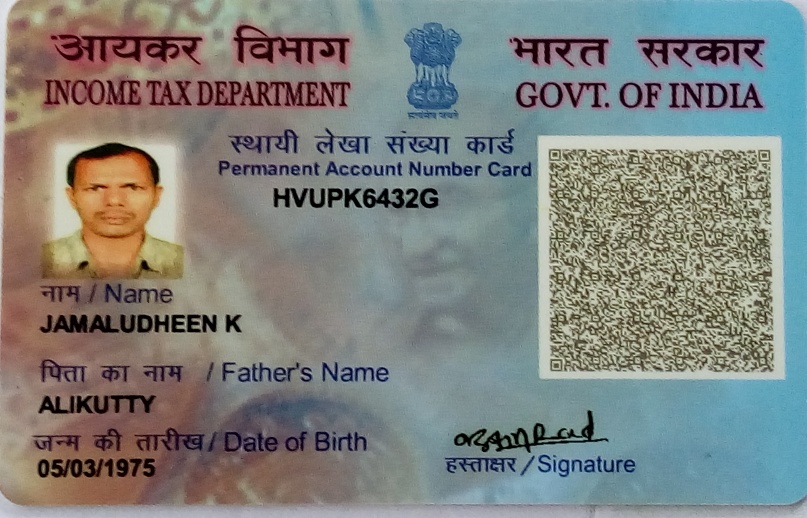 आयकर विभाग
INCOME TAX DEPARTMENT
भारत सरकार
GOVT. OF INDIA
सत्यमेव जयते
स्थायी लेखा संख्या कार्ड
Permanent Account Number Card
HVUPK6432G
नाम / Name
JAMALUDHEEN K
पिता का नाम / Father's Name
ALIKUTTY
जन्म की तारीख / Date of Birth
05/03/1975
हस्ताक्षर / Signature